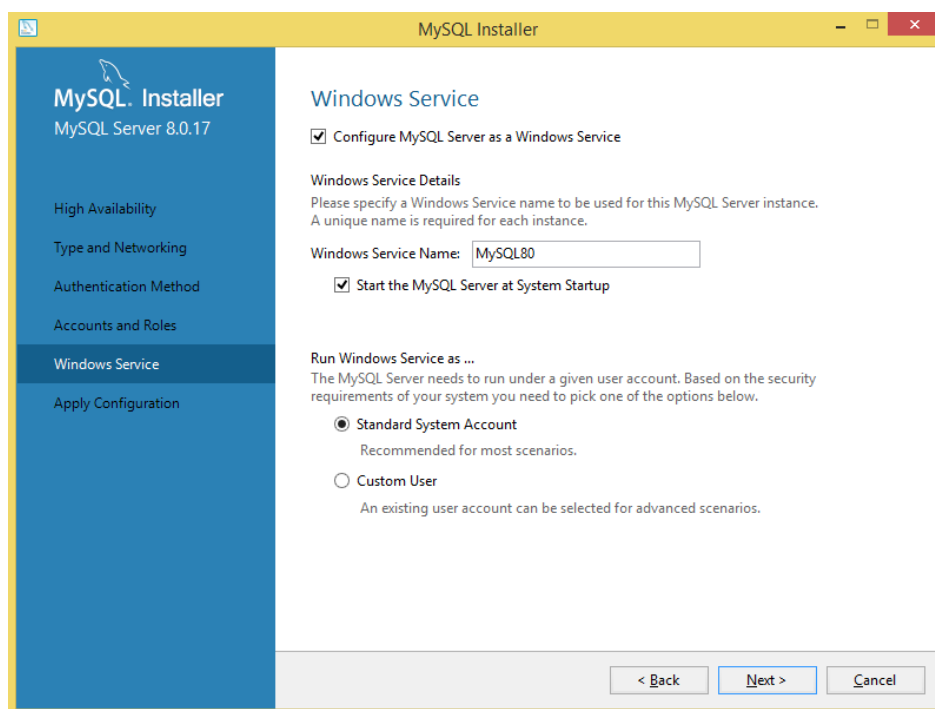 MySQL Installer
MySQL. Installer
MySQL Server 8.0.17
High Availability
Type and Networking
Authentication Method
Accounts and Roles
Windows Service
Apply Configuration
Windows Service
Configure MySQL Server as a Windows Service
Windows Service Details
Please specify a Windows Service name to be used for this MySQL Server instance.
A unique name is required for each instance.
Windows Service Name: MySQL80
Start the MySQL Server at System Startup
Run Windows Service as ...
The MySQL Server needs to run under a given user account. Based on the security
requirements of your system you need to pick one of the options below.
Standard System Account
Recommended for most scenarios.
Custom User
An existing user account can be selected for advanced scenarios.
< Back Next > Cancel